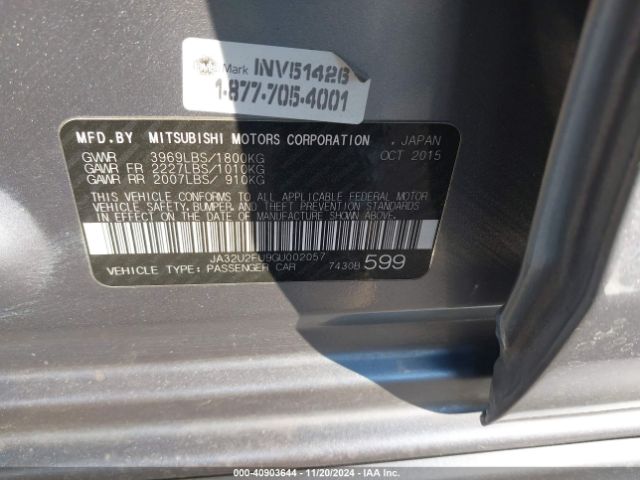 Mark INV51426
1-877-705-4001
MFD. BY MITSUBISHI MOTORS CORPORATION . JAPAN
GVWR 3969LBS/1800KG OCT 2015
GAWR FR 2227LBS/1010KG
GAWR RR 2007LBS/ 910KG
THIS VEHICLE CONFORMS TO ALL APPLICABLE FEDERAL MOTOR
VEHICLE SAFETY, BUMPER, AND THEFT PREVENTION STANDARDS
IN EFFECT ON THE DATE OF MANUFACTURE SHOWN ABOVE.
JA32U2FU9GU002057
VEHICLE TYPE: PASSENGER CAR 7430B 599
000-40903644 — 11/20/2024 — IAA Inc.